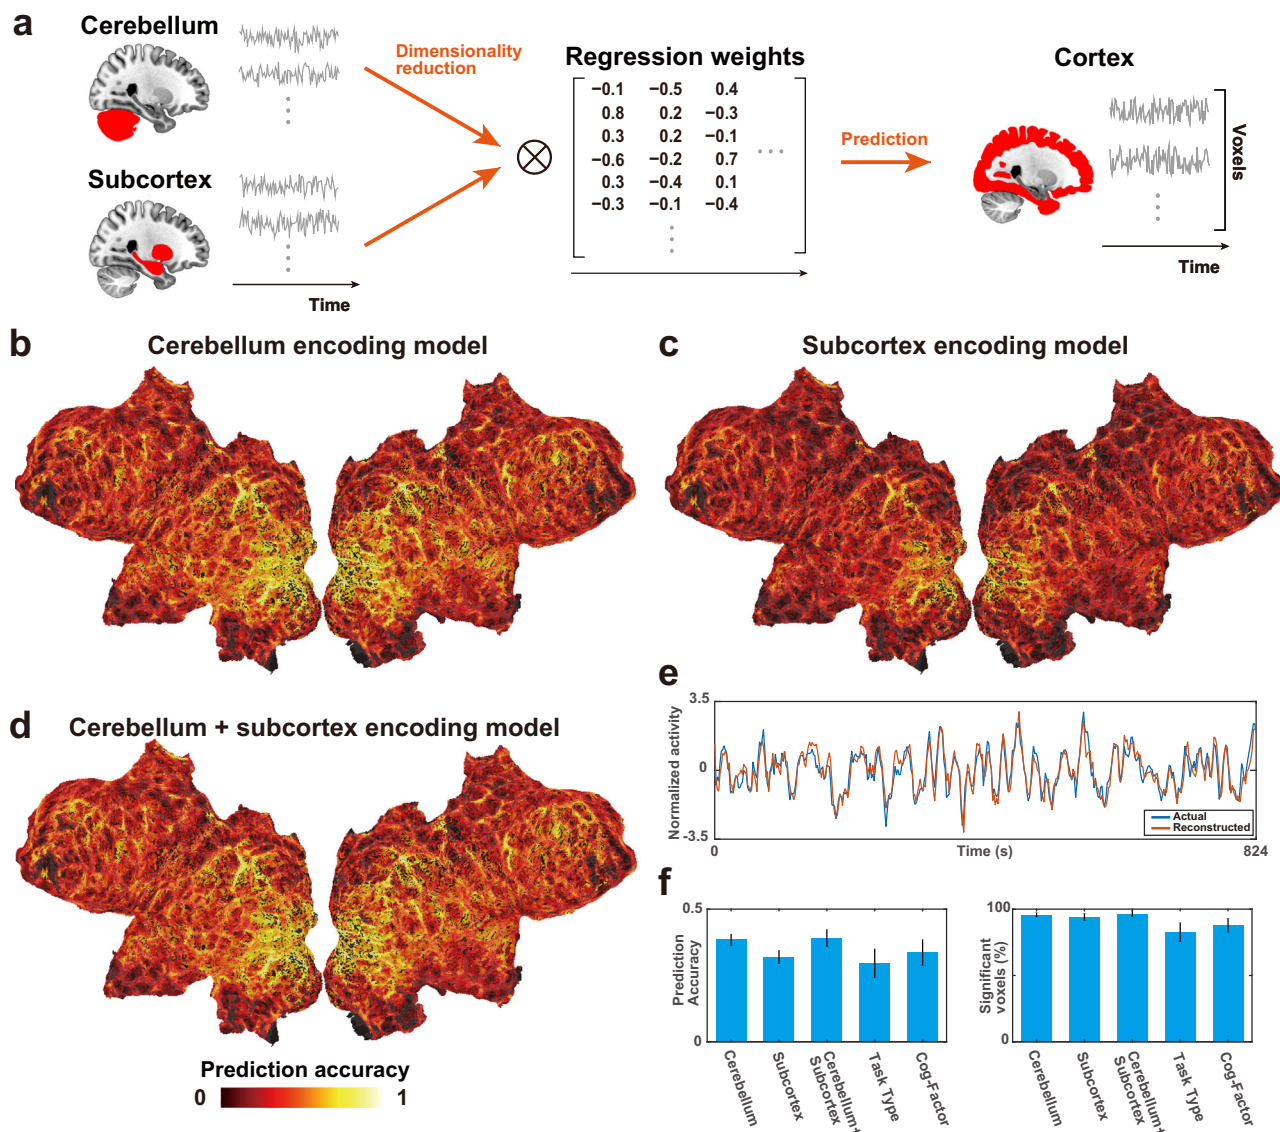 a
Cerebellum
Dimensionality
reduction
Regression weights
Cortex
−0.1 −0.5 0.4
0.8 0.2 −0.3
0.3 0.2 −0.1
−0.6 −0.2 0.7
0.3 −0.4 0.1
−0.3 −0.1 −0.4
Prediction
Voxels
Subcortex
Time
Time
b
Cerebellum encoding model
c
Subcortex encoding model
d
Cerebellum + subcortex encoding model
Prediction accuracy
0 1
e
Normalized activity
3.5
0
-3.5
Actual
Reconstructed
0
Time (s)
824
f
Prediction
Accuracy
0.5
0
Cerebellum
Subcortex
Cerebellum+
Subcortex
Task Type
Cog-Factor
Significant
voxels (%)
100
0
Cerebellum
Subcortex
Cerebellum+
Subcortex
Task Type
Cog-Factor